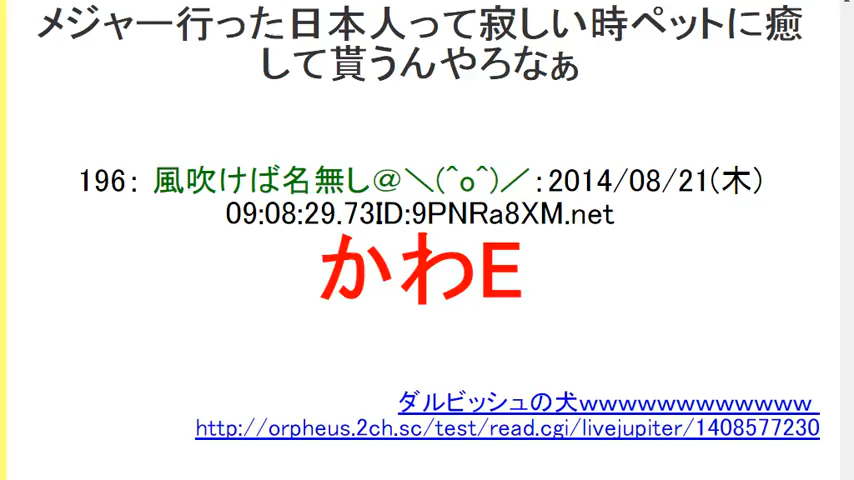 メジャー行った日本人って寂しい時ペットに癒
して貰うんやろなぁ
196： 風吹けば名無し＠＼(^o^)／：2014/08/21(木)
09:08:29.73ID:9PNRa8XM.net
かわE
ダルビッシュの犬wwwwwwwwwwwww
http://orpheus.2ch.sc/test/read.cgi/livejupiter/1408577230